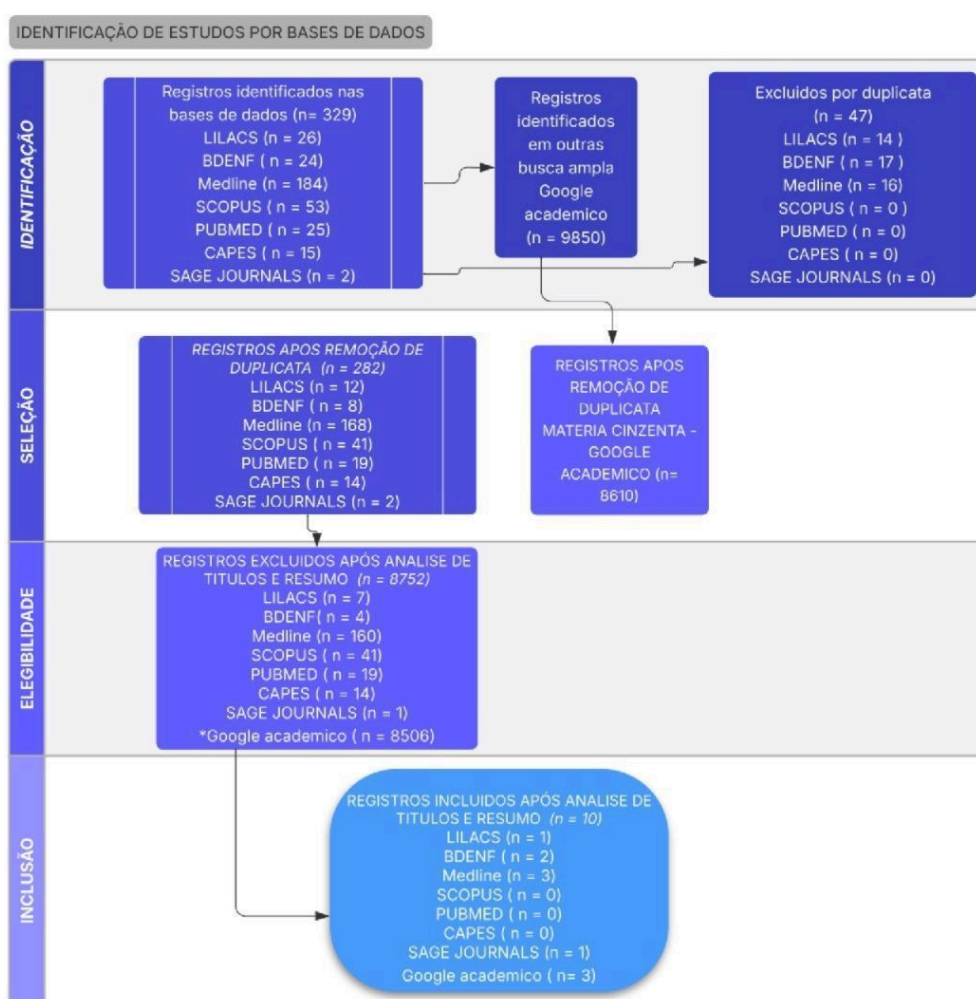 IDENTIFICAÇÃO DE ESTUDOS POR BASES DE DADOS
IDENTIFICAÇÃO
Registros identificados nas
bases de dados (n= 329)
LILACS (n = 26)
BDENF ( n = 24)
Medline (n = 184)
SCOPUS ( n = 53)
PUBMED ( n = 25)
CAPES ( n = 15)
SAGE JOURNALS (n = 2)
Registros
identificados
em outras
busca ampla
Google
academico
(n = 9850)
Excluidos por duplicata
(n = 47)
LILACS (n = 14 )
BDENF ( n = 17 )
Medline (n = 16)
SCOPUS ( n = 0 )
PUBMED ( n = 0)
CAPES ( n = 0)
SAGE JOURNALS (n = 0)
SELEÇÃO
REGISTROS APOS REMOÇÃO DE
DUPLICATA (n = 282)
LILACS (n = 12)
BDENF ( n = 8)
Medline (n = 168)
SCOPUS ( n = 41)
PUBMED ( n = 19)
CAPES ( n = 14)
SAGE JOURNALS (n = 2)
REGISTROS APOS
REMOÇÃO DE
DUPLICATA
MATERIA CINZENTA -
GOOGLE
ACADEMICO (n=
8610)
ELEGIBILIDADE
REGISTROS EXCLUIDOS APÓS ANALISE DE
TITULOS E RESUMO (n = 8752)
LILACS (n = 7)
BDENF( n = 4)
Medline (n = 160)
SCOPUS ( n = 41)
PUBMED ( n = 19)
CAPES ( n = 14)
SAGE JOURNALS (n = 1)
*Google academico ( n = 8506)
INCLUSÃO
REGISTROS INCLUIDOS APÓS ANALISE DE
TITULOS E RESUMO (n = 10)
LILACS (n = 1)
BDENF ( n = 2)
Medline (n = 3)
SCOPUS ( n = 0)
PUBMED ( n = 0)
CAPES ( n = 0)
SAGE JOURNALS (n = 1)
Google academico ( n= 3)